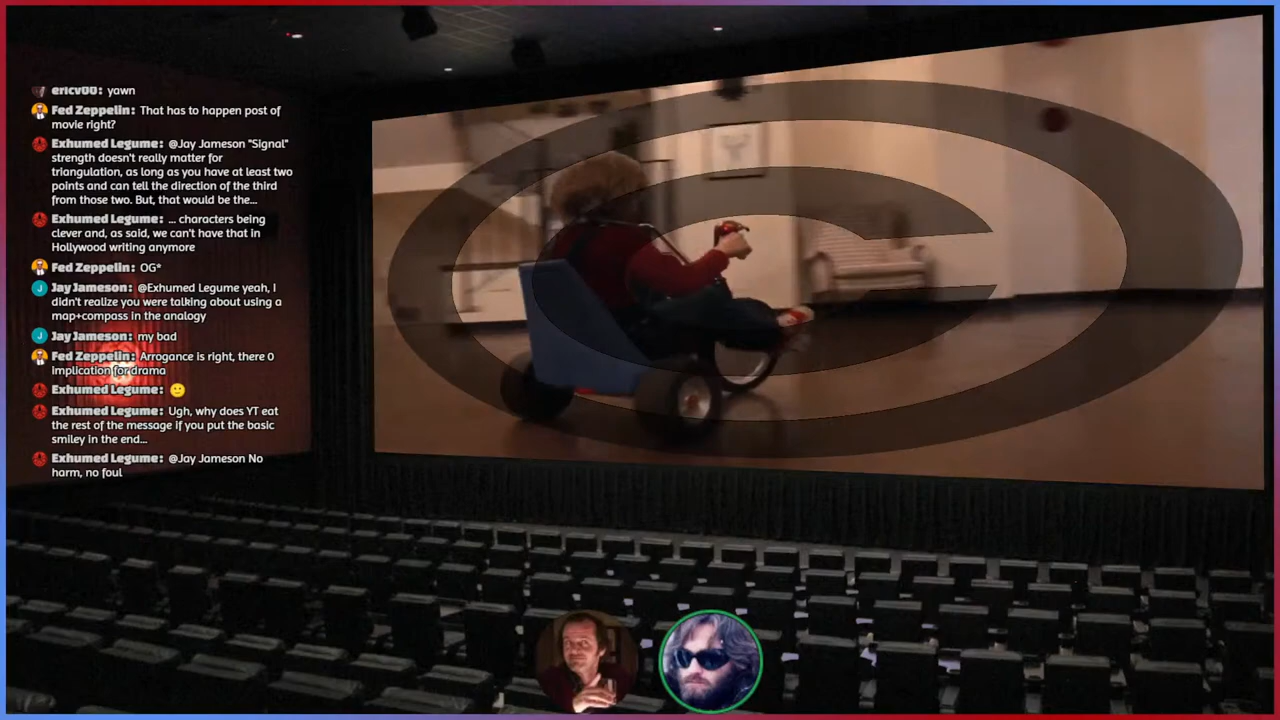 ericv00: yawn
Fed Zeppelin: That has to happen post of
movie right?
Exhumed Legume: @Jay Jameson "Signal"
strength doesn't really matter for
triangulation, as long as you have at least two
points and can tell the direction of the third
from those two. But, that would be the...
Exhumed Legume: ... characters being
clever and, as said, we can't have that in
Hollywood writing anymore
Fed Zeppelin: OG*
J Jay Jameson: @Exhumed Legume yeah, I
didn't realize you were talking about using a
map+compass in the analogy
J Jay Jameson: my bad
Fed Zeppelin: Arrogance is right, there 0
implication for drama
Exhumed Legume: 🙂
Exhumed Legume: Ugh, why does YT eat
the rest of the message if you put the basic
smiley in the end...
Exhumed Legume: @Jay Jameson No
harm, no foul